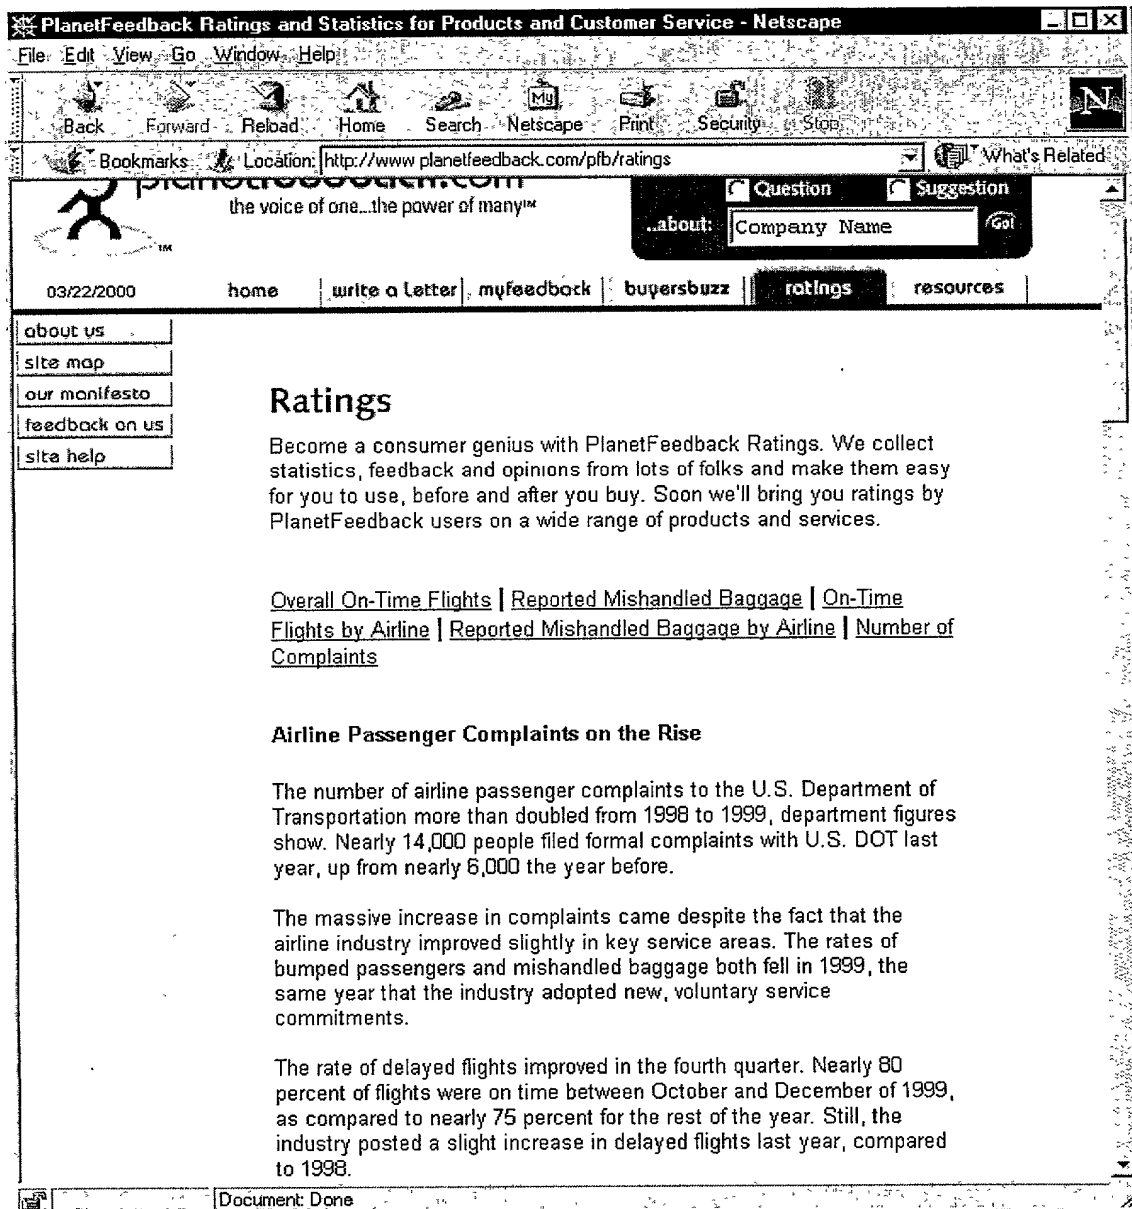 PlanetFeedback Ratings and Statistics for Products and Customer Service - Netscape
File Edit View Go Window Help
Back Forward Reload Home Search Netscape Print Security Stop
My
N
Bookmarks Location: http://www.planetfeedback.com/pfb/ratings What's Related
planetfeedback.com
Question Suggestion
the voice of one...the power of many™
..about: Company Name Go!
TM
03/22/2000 home write a letter myfeedback buyersbuzz ratings resources
about us
site map
our manifesto
feedback on us
site help
Ratings
Become a consumer genius with PlanetFeedback Ratings. We collect
statistics, feedback and opinions from lots of folks and make them easy
for you to use, before and after you buy. Soon we'll bring you ratings by
PlanetFeedback users on a wide range of products and services.
Overall On-Time Flights | Reported Mishandled Baggage | On-Time
Flights by Airline | Reported Mishandled Baggage by Airline | Number of
Complaints
Airline Passenger Complaints on the Rise
The number of airline passenger complaints to the U.S. Department of
Transportation more than doubled from 1998 to 1999, department figures
show. Nearly 14,000 people filed formal complaints with U.S. DOT last
year, up from nearly 6,000 the year before.
The massive increase in complaints came despite the fact that the
airline industry improved slightly in key service areas. The rates of
bumped passengers and mishandled baggage both fell in 1999, the
same year that the industry adopted new, voluntary service
commitments.
The rate of delayed flights improved in the fourth quarter. Nearly 80
percent of flights were on time between October and December of 1999,
as compared to nearly 75 percent for the rest of the year. Still, the
industry posted a slight increase in delayed flights last year, compared
to 1998.
Document: Done